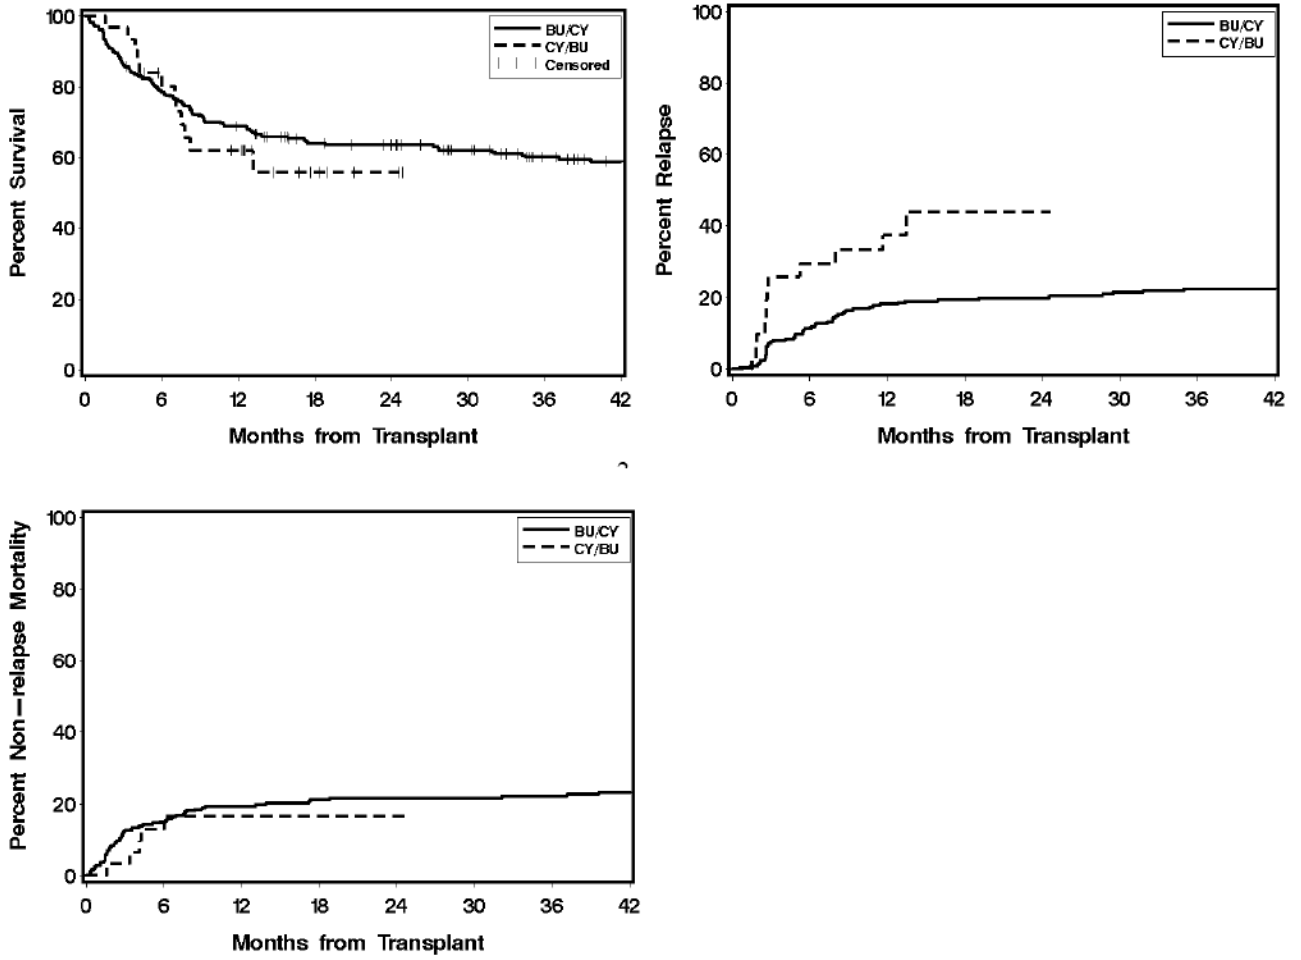 Percent Survival
100
80
60
40
20
0
BU/CY
CY/BU
Censored
0 6 12 18 24 30 36 42
Months from Transplant
Percent Relapse
100
80
60
40
20
0
BU/CY
CY/BU
0 6 12 18 24 30 36 42
Months from Transplant
Percent Non-relapse Mortality
100
80
60
40
20
0
BU/CY
CY/BU
0 6 12 18 24 30 36 42
Months from Transplant